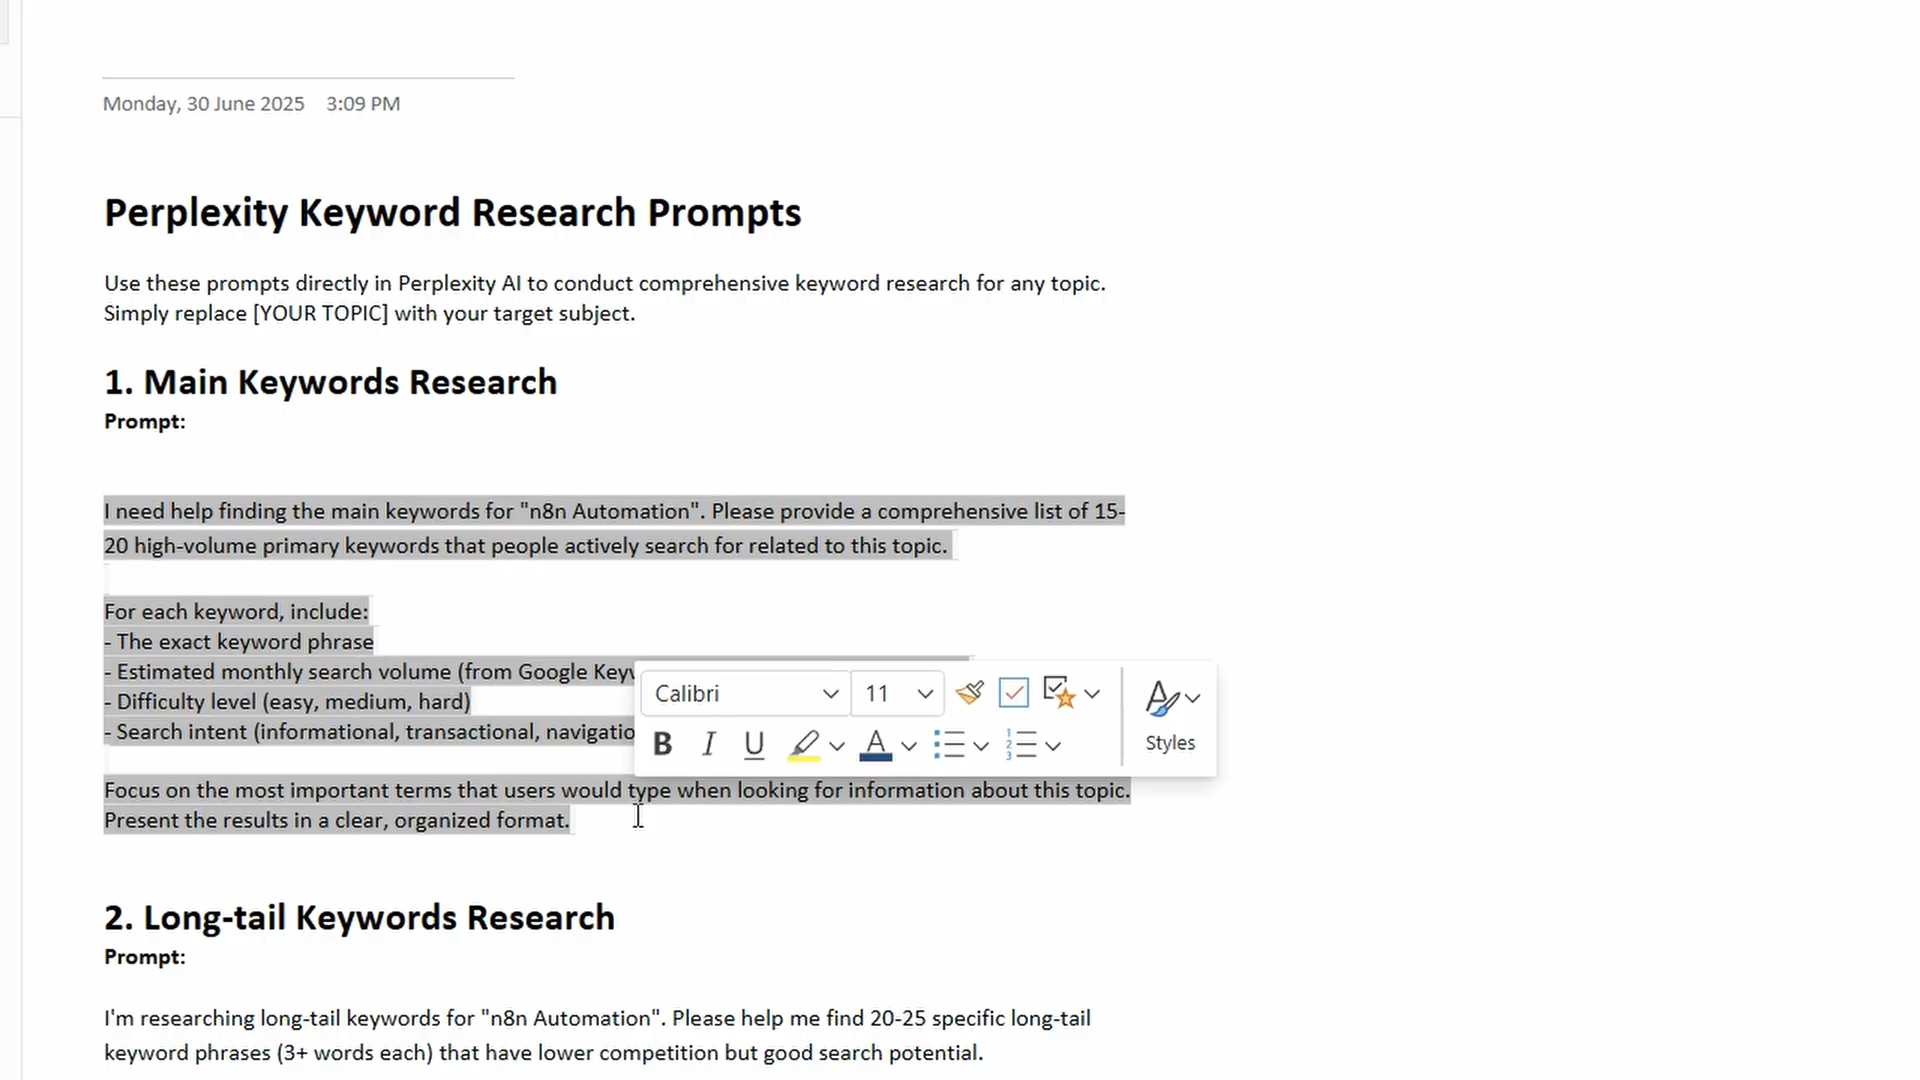 Monday, 30 June 2025 3:09 PM
Perplexity Keyword Research Prompts
Use these prompts directly in Perplexity AI to conduct comprehensive keyword research for any topic.
Simply replace [YOUR TOPIC] with your target subject.
1. Main Keywords Research
Prompt:
I need help finding the main keywords for "n8n Automation". Please provide a comprehensive list of 15-
20 high-volume primary keywords that people actively search for related to this topic.
For each keyword, include:
- The exact keyword phrase
- Estimated monthly search volume (from Google
- Difficulty level (easy, medium, hard)
- Search intent (informational, transactional,
Calibri 11
B I U A
Styles
Focus on the most important terms that users would type when looking for information about this topic.
Present the results in a clear, organized format.
2. Long-tail Keywords Research
Prompt:
I'm researching long-tail keywords for "n8n Automation". Please help me find 20-25 specific long-tail
keyword phrases (3+ words each) that have lower competition but good search potential.